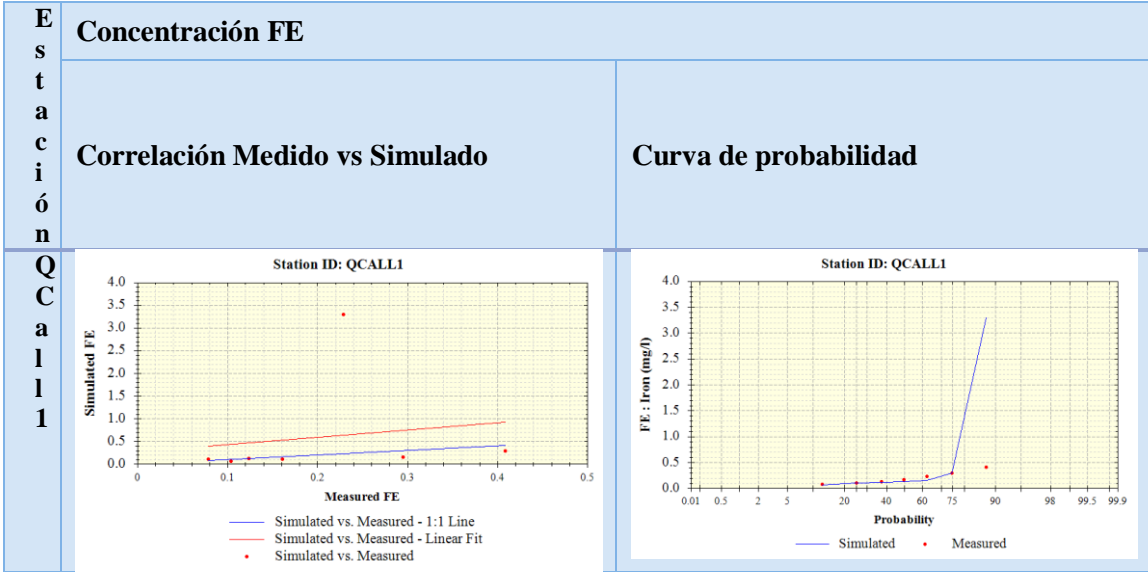 Estación
Concentración FE
Correlación Medido vs Simulado
Curva de probabilidad
QCall1
Station ID: QCALL1
4.0
3.5
3.0
2.5
2.0
1.5
1.0
0.5
0.0
Simulated FE
0 0.1 0.2 0.3 0.4 0.5
Measured FE
Simulated vs. Measured - 1:1 Line
Simulated vs. Measured - Linear Fit
Simulated vs. Measured
Station ID: QCALL1
4.0
3.5
3.0
2.5
2.0
1.5
1.0
0.5
0.0
FE : Iron (mg/l)
0.01 0.5 2 5 20 40 60 75 90 98 99.5 99.9
Probability
Simulated Measured